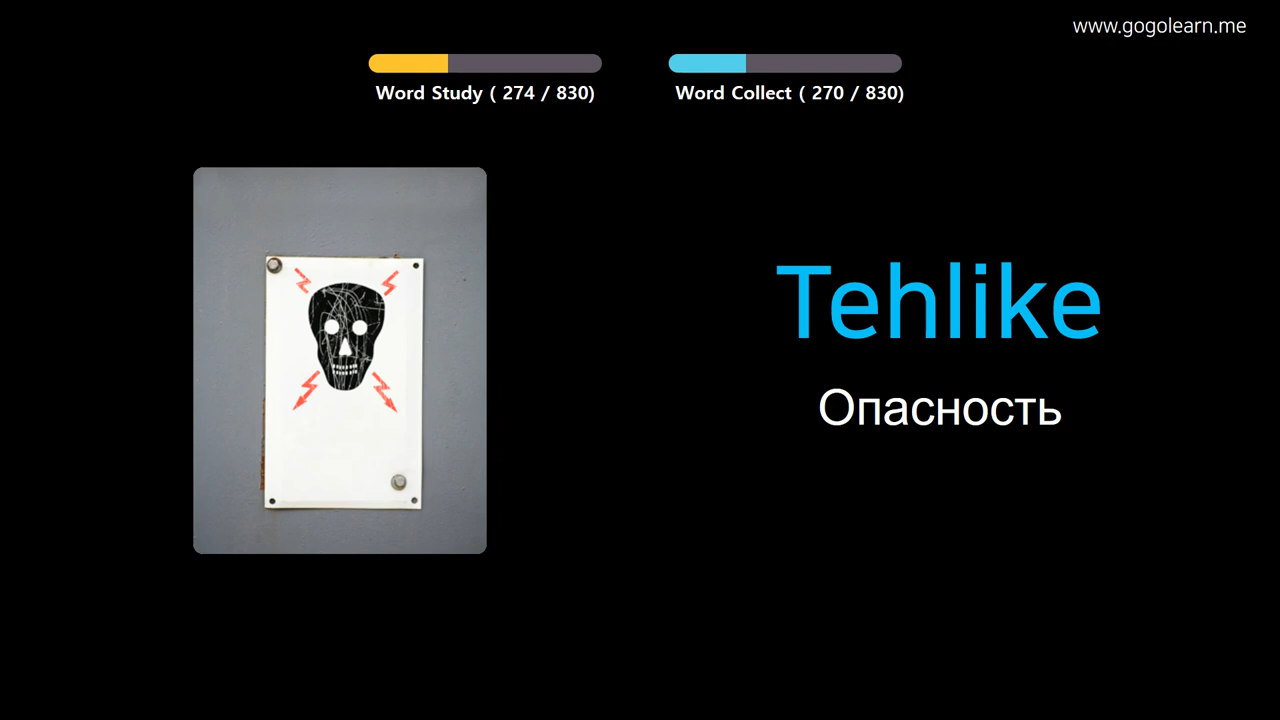 www.gogolearn.me
Word Study ( 274 / 830)
Word Collect ( 270 / 830)
Tehlike
Опасность